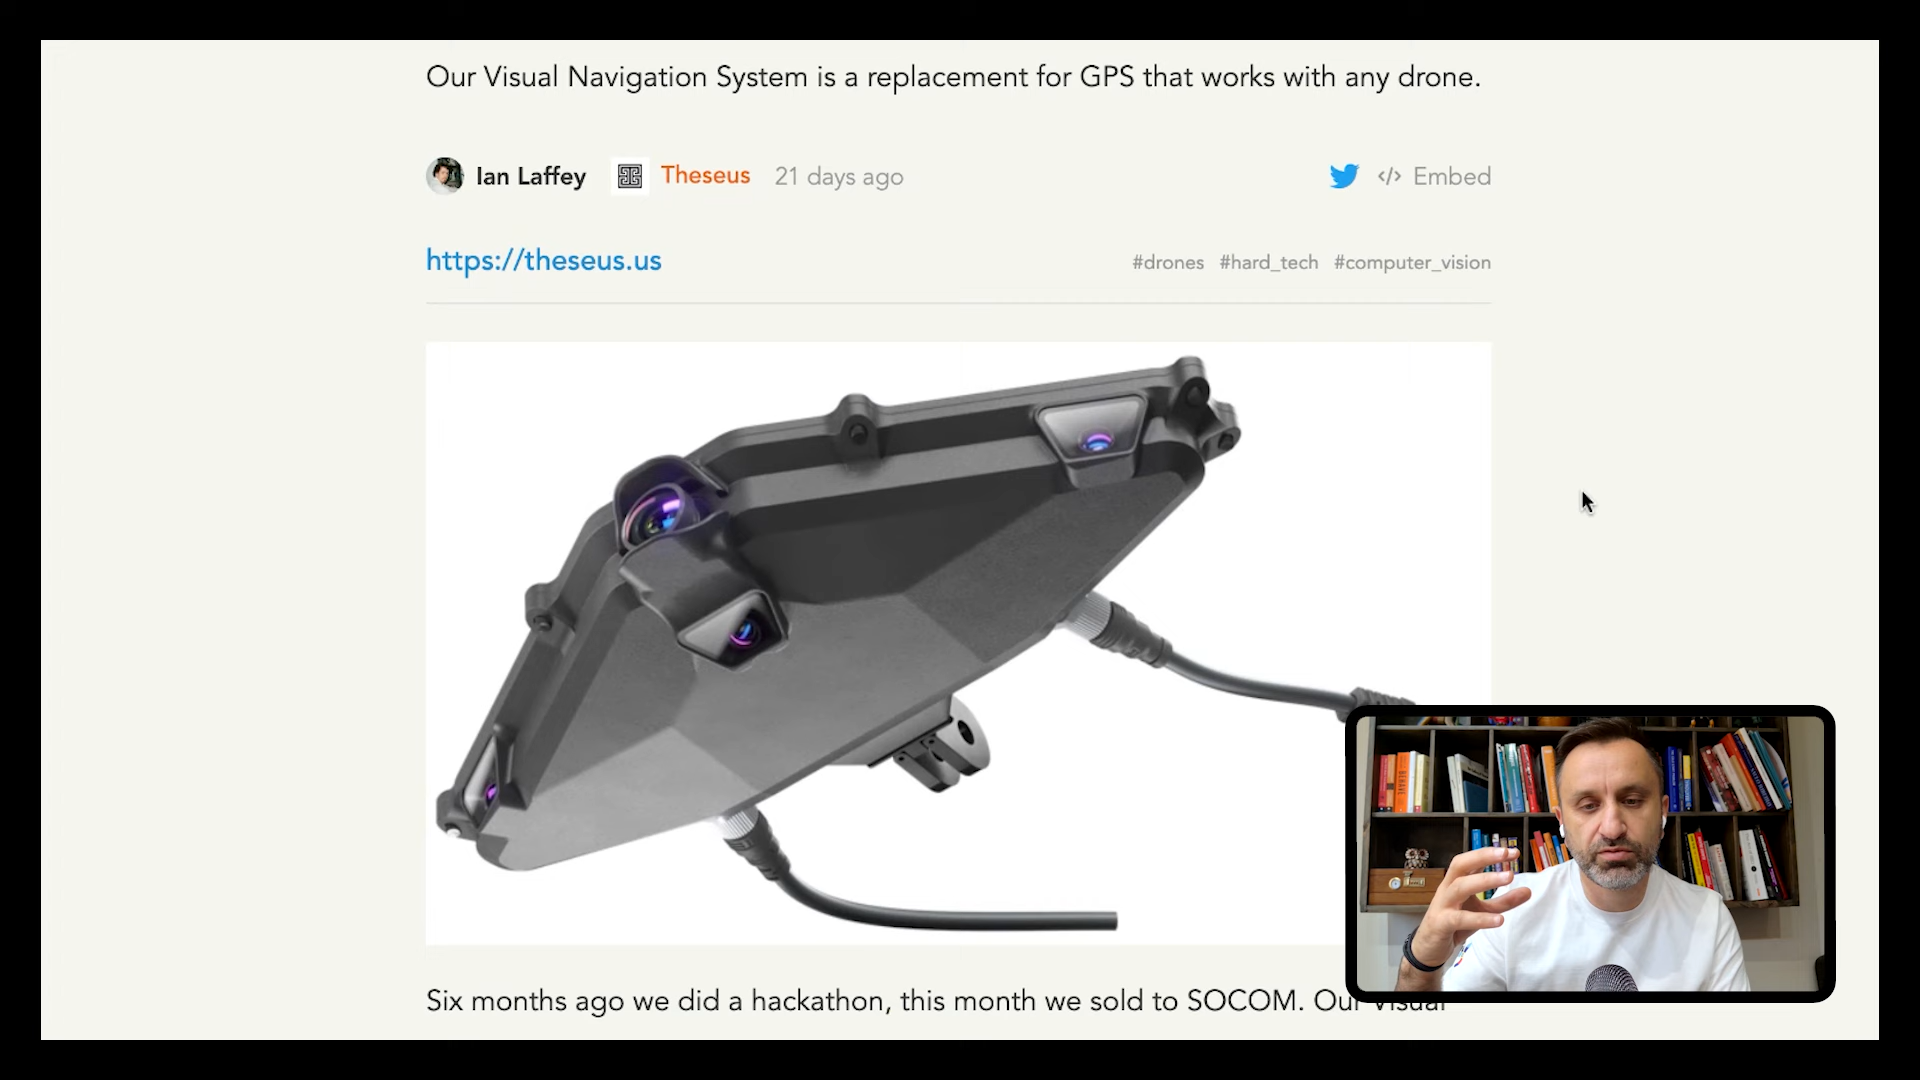 Our Visual Navigation System is a replacement for GPS that works with any drone.
Ian Laffey Theseus 21 days ago </> Embed
https://theseus.us #drones #hard_tech #computer_vision
BEHAVE
Six months ago we did a hackathon, this month we sold to SOCOM. Our Visual